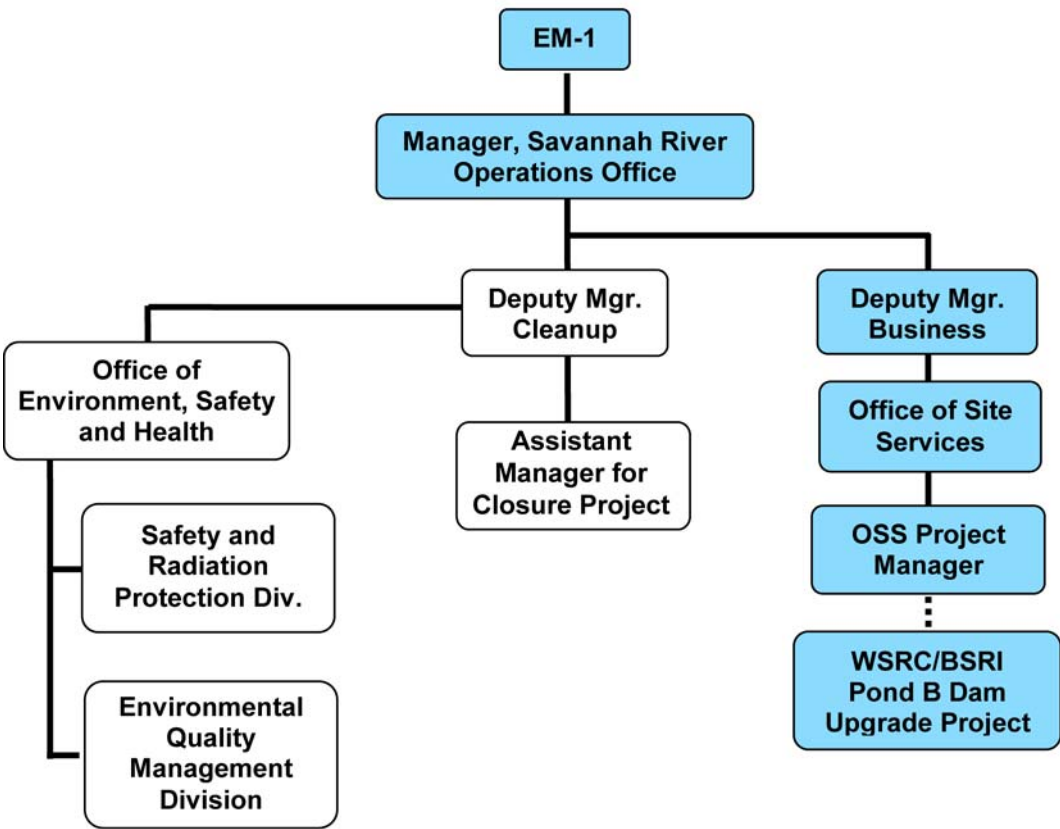 EM-1
Manager, Savannah River
Operations Office
Deputy Mgr.
Cleanup
Deputy Mgr.
Business
Office of
Environment, Safety
and Health
Assistant
Manager for
Closure Project
Office of Site
Services
Safety and
Radiation
Protection Div.
OSS Project
Manager
Environmental
Quality
Management
Division
WSRC/BSRI
Pond B Dam
Upgrade Project